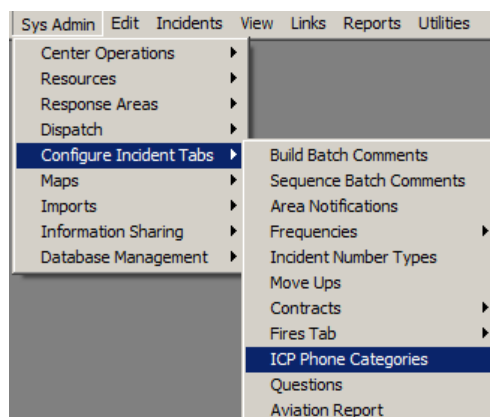 Sys Admin Edit Incidents View Links Reports Utilities
Center Operations
Resources
Response Areas
Dispatch
Configure Incident Tabs
Maps
Imports
Information Sharing
Database Management
Build Batch Comments
Sequence Batch Comments
Area Notifications
Frequencies
Incident Number Types
Move Ups
Contracts
Fires Tab
ICP Phone Categories
Questions
Aviation Report